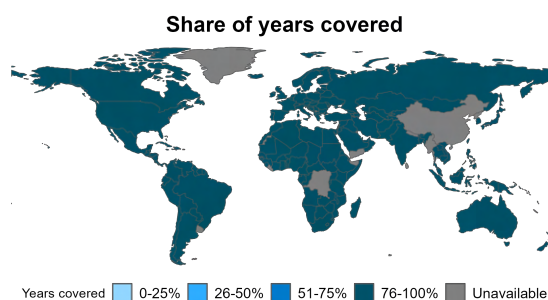 Share of years covered
Years covered 0-25% 26-50% 51-75% 76-100% Unavailable